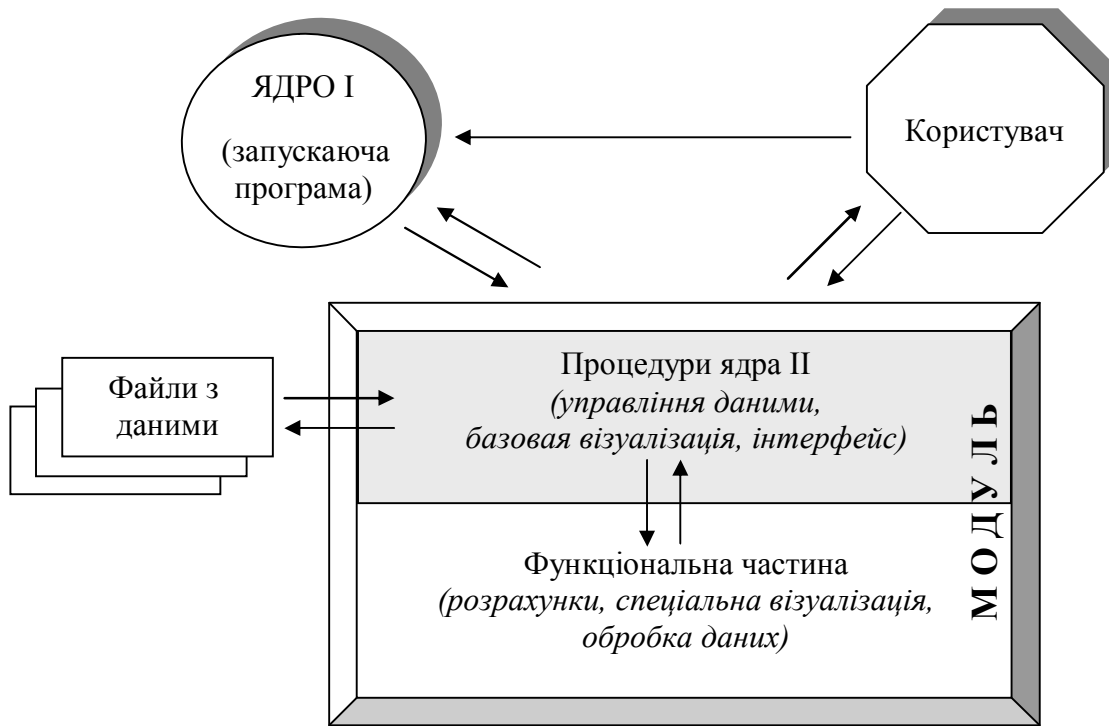 ЯДРО І
(запускаюча
програма)
Користувач
Файли з
даними
Процедури ядра ІІ
(управління даними,
базовая візуалізація, інтерфейс)
Функціональна частина
(розрахунки, спеціальна візуалізація,
обробка даних)
МОДУЛЬ